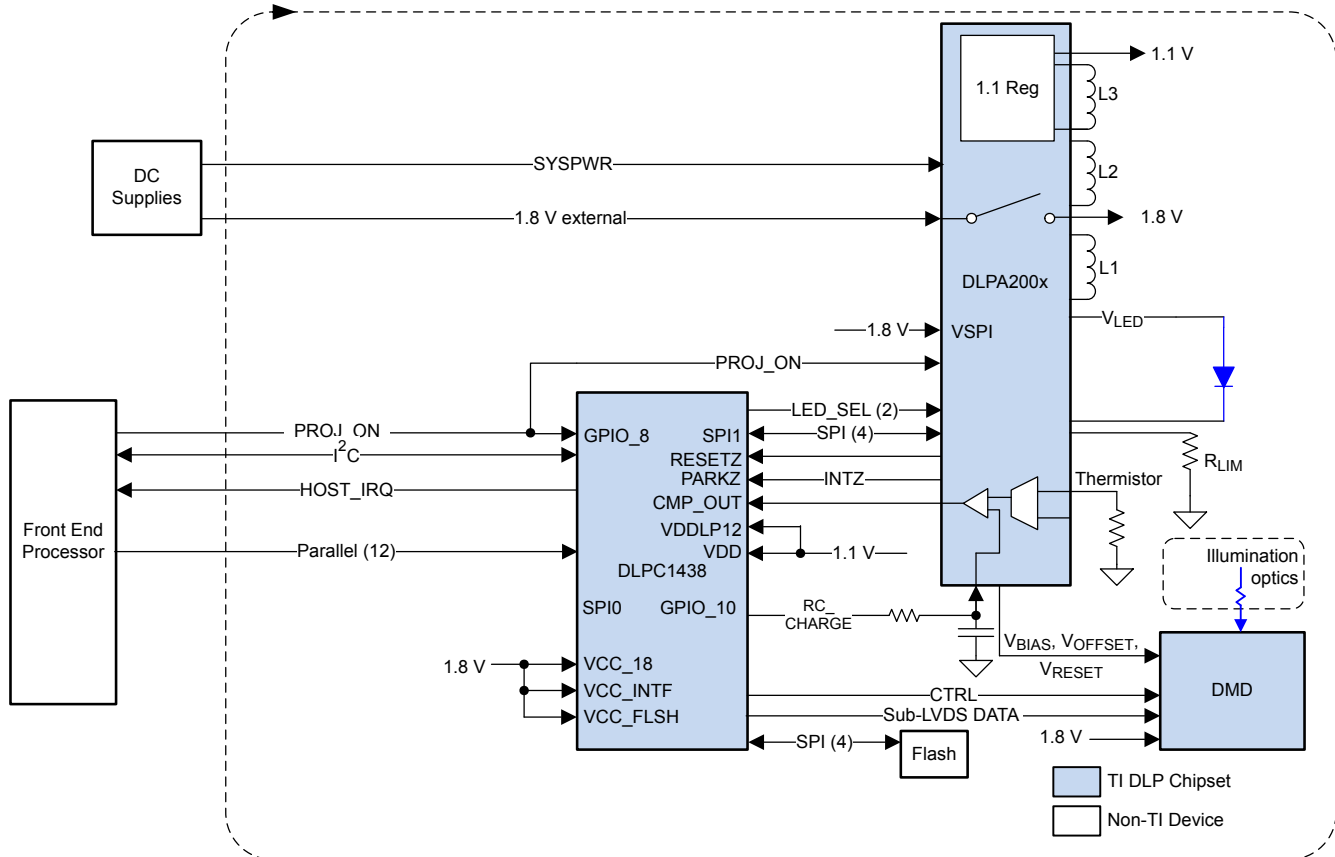 1.1 Reg
1.1 V
L3
DC
Supplies
SYSPWR
L2
1.8 V external
1.8 V
L1
DLPA200x
VLED
1.8 V
VSPI
PROJ_ON
Front End
Processor
PROJ_ON
I2C
HOST_IRQ
Parallel (12)
GPIO_8
SPI1
RESETZ
PARKZ
CMP_OUT
VDDLP12
VDD
DLPC1438
SPI0
GPIO_10
VCC_18
VCC_INTF
VCC_FLSH
1.8 V
LED_SEL (2)
SPI (4)
INTZ
1.1 V
RC_
CHARGE
Thermistor
RLIM
Illumination
optics
VBIAS, VOFFSET,
VRESET
CTRL
Sub-LVDS DATA
1.8 V
DMD
SPI (4)
Flash
TI DLP Chipset
Non-TI Device